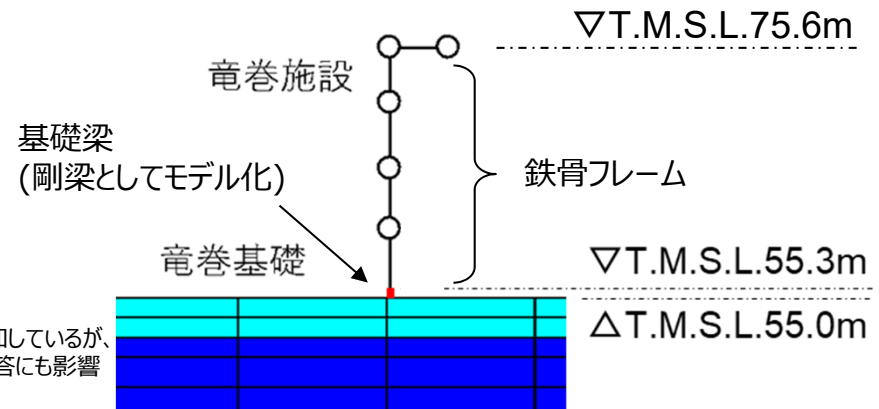 ▽T.M.S.L.75.6m
竜巻施設
基礎梁
(剛梁としてモデル化)
鉄骨フレーム
竜巻基礎
▽T.M.S.L.55.3m
△T.M.S.L.55.0m
しているが、
答にも影響